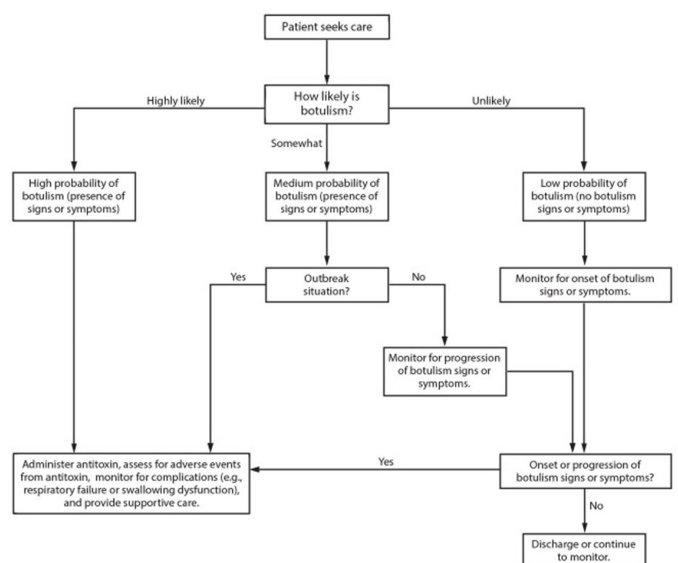 Patient seeks care
How likely is
botulism?
Highly likely
Unlikely
Somewhat
High probability of
botulism (presence of
signs or symptoms)
Medium probability of
botulism (presence of
signs or symptoms)
Low probability of
botulism (no botulism
signs or symptoms)
Yes
Outbreak
situation?
No
Monitor for onset of botulism
signs or symptoms.
Monitor for progression
of botulism signs or
symptoms.
Administer antitoxin, assess for adverse events
from antitoxin, monitor for complications (e.g.,
respiratory failure or swallowing dysfunction),
and provide supportive care.
Yes
Onset or progression of
botulism signs or symptoms?
No
Discharge or continue
to monitor.